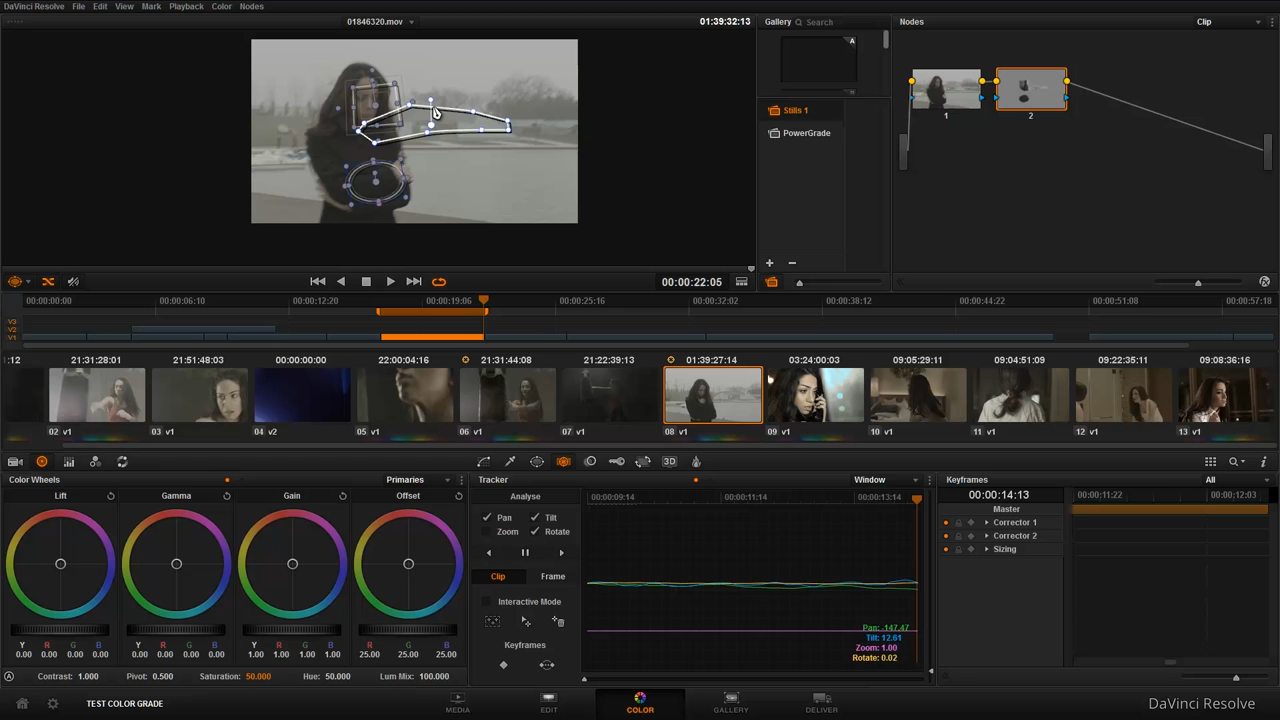 DaVinci Resolve File Edit View Mark Playback Color Nodes
01846320.mov 01:39:32:13 Gallery Search Nodes Clip
A
Stills 1
PowerGrade
1 2
00:00:22:05
00:00:00:00 00:00:06:10 00:00:12:20 00:00:19:06 00:00:25:16 00:00:32:02 00:00:38:12 00:00:44:22 00:00:51:08 00:00:57:18
V3
V2
V1
:12 21:31:28:01 21:51:48:03 00:00:00:00 22:00:04:16 21:31:44:08 21:22:39:13 01:39:27:14 03:24:00:03 09:05:29:11 09:04:51:09 09:22:35:11 09:08:36:16
02 v1 03 v1 04 v2 05 v1 06 v1 07 v1 08 v1 09 v1 10 v1 11 v1 12 v1 13 v1
3D
Color Wheels Primaries Tracker Window Keyframes All
Lift Gamma Gain Offset Analyse 00:00:09:14 00:00:11:14 00:00:13:14 00:00:14:13 00:00:11:22 00:00:12:03
Master
Pan Tilt Corrector 1
Zoom Rotate Corrector 2
Sizing
Clip Frame
Interactive Mode
Pan: -147.47
Tilt: 12.61
Zoom: 1.00
Rotate: 0.02
Keyframes
Y R G B Y R G B Y R G B R G B
0.00 0.00 0.00 0.00 0.00 0.00 0.00 0.00 1.00 1.00 1.00 1.00 25.00 25.00 25.00
A Contrast: 1.000 Pivot: 0.500 Saturation: 50.000 Hue: 50.000 Lum Mix: 100.000
TEST COLOR GRADE MEDIA EDIT COLOR GALLERY DELIVER DaVinci Resolve